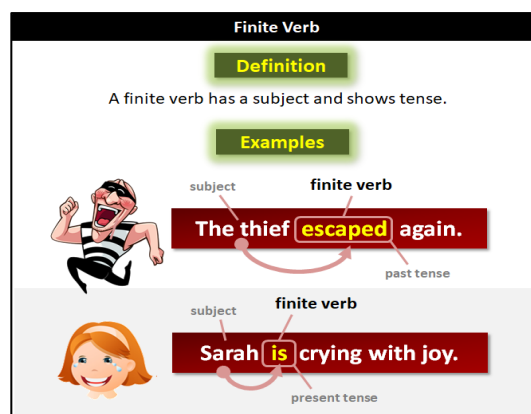 Finite Verb
Definition
A finite verb has a subject and shows tense.
Examples
subject finite verb
The thief escaped again.
past tense
subject finite verb
Sarah is crying with joy.
present tense